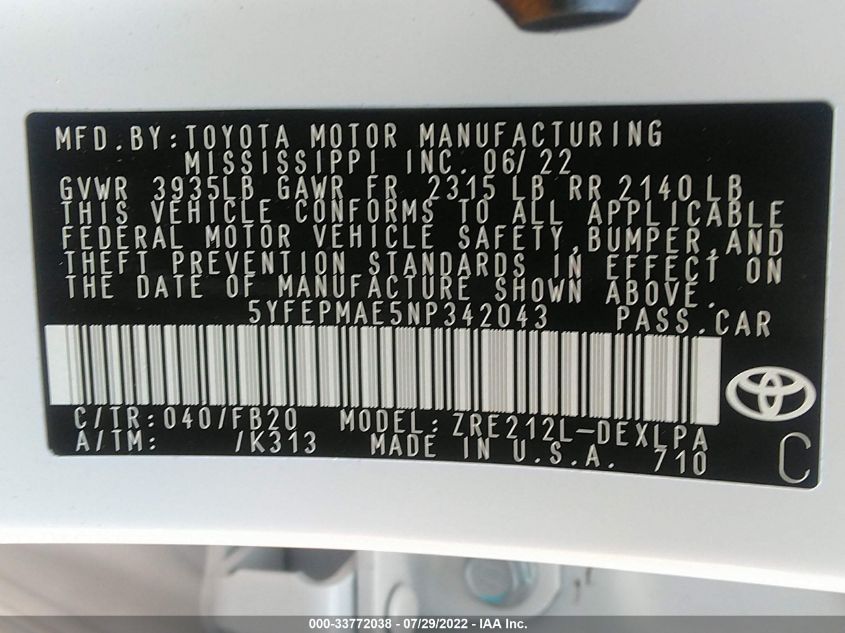 MFD.BY:TOYOTA MOTOR MANUFACTURING
MISSISSIPPI INC. 06/22
GVWR 3935LB GAWR FR 2315 LB RR 2140 LB
THIS VEHICLE CONFORMS TO ALL APPLICABLE
FEDERAL MOTOR VEHICLE SAFETY,BUMPER,AND
THEFT PREVENTION STANDARDS IN EFFECT ON
THE DATE OF MANUFACTURE SHOWN ABOVE.
5YFEPMAE5NP342043 PASS.CAR
C/TR:040/FB20 MODEL:ZRE212L-DEXLPA
A/TM: /K313 MADE IN U.S.A. 710
C
000-33772038 - 07/29/2022 - IAA Inc.